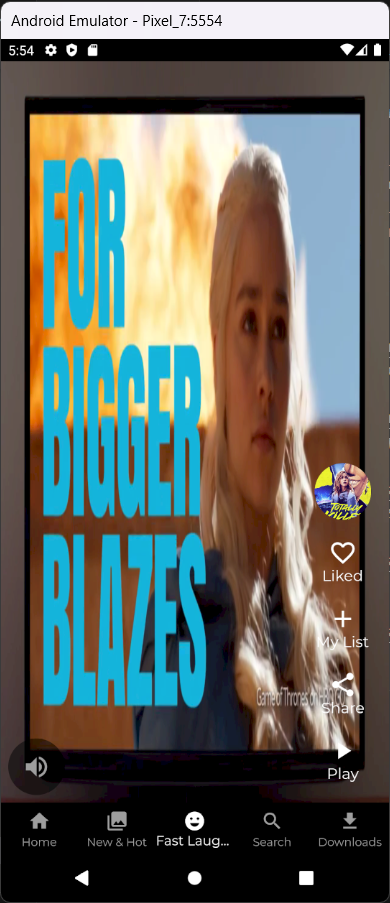 Android Emulator - Pixel_7:5554
5:54
FOR
BIGGER
BLAZES
TOTALLY
Liked
My List
Game of Thrones on HBO
Share
Play
Home
New & Hot
Fast Laug...
Search
Downloads